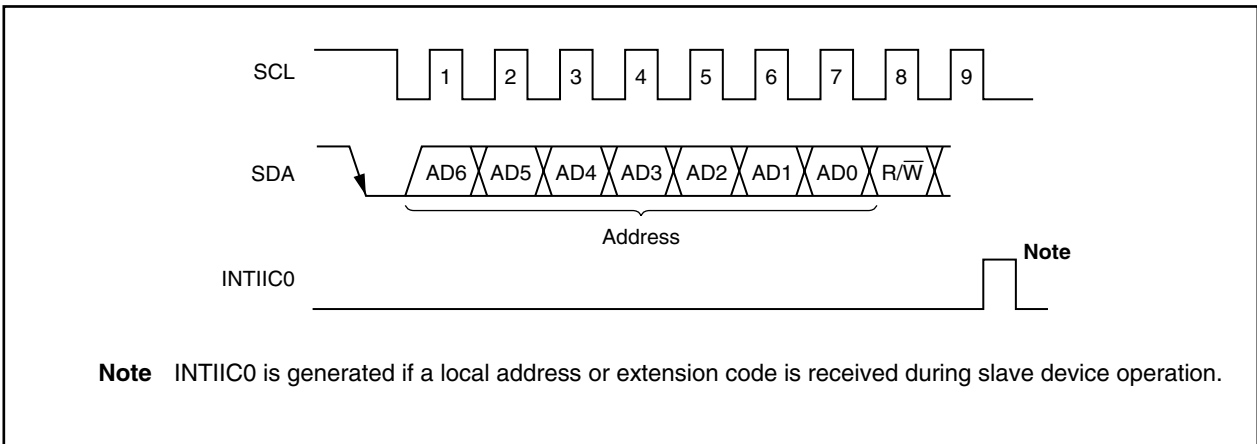 SCL 1 2 3 4 5 6 7 8 9
SDA AD6 AD5 AD4 AD3 AD2 AD1 AD0 R/W̅
Address
Note
INTIIC0
Note INTIIC0 is generated if a local address or extension code is received during slave device operation.